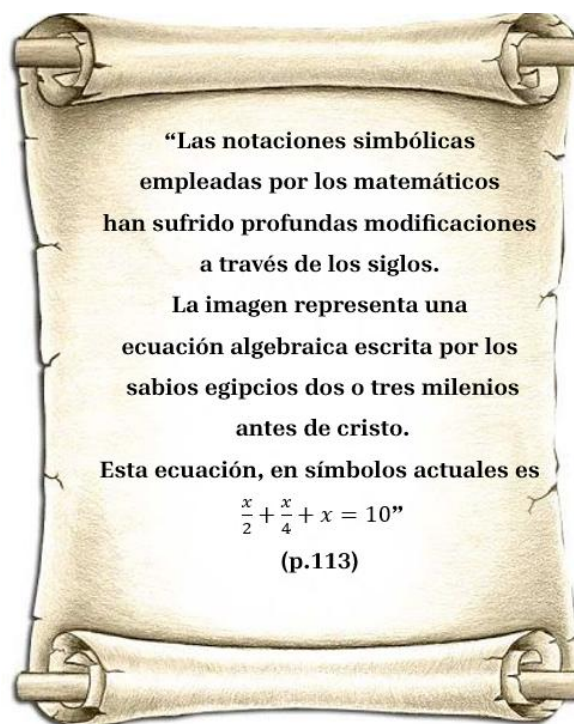 “Las notaciones simbólicas
empleadas por los matemáticos
han sufrido profundas modificaciones
a través de los siglos.
La imagen representa una
ecuación algebraica escrita por los
sabios egipcios dos o tres milenios
antes de cristo.
Esta ecuación, en símbolos actuales es
x/2 + x/4 + x = 10”
(p.113)